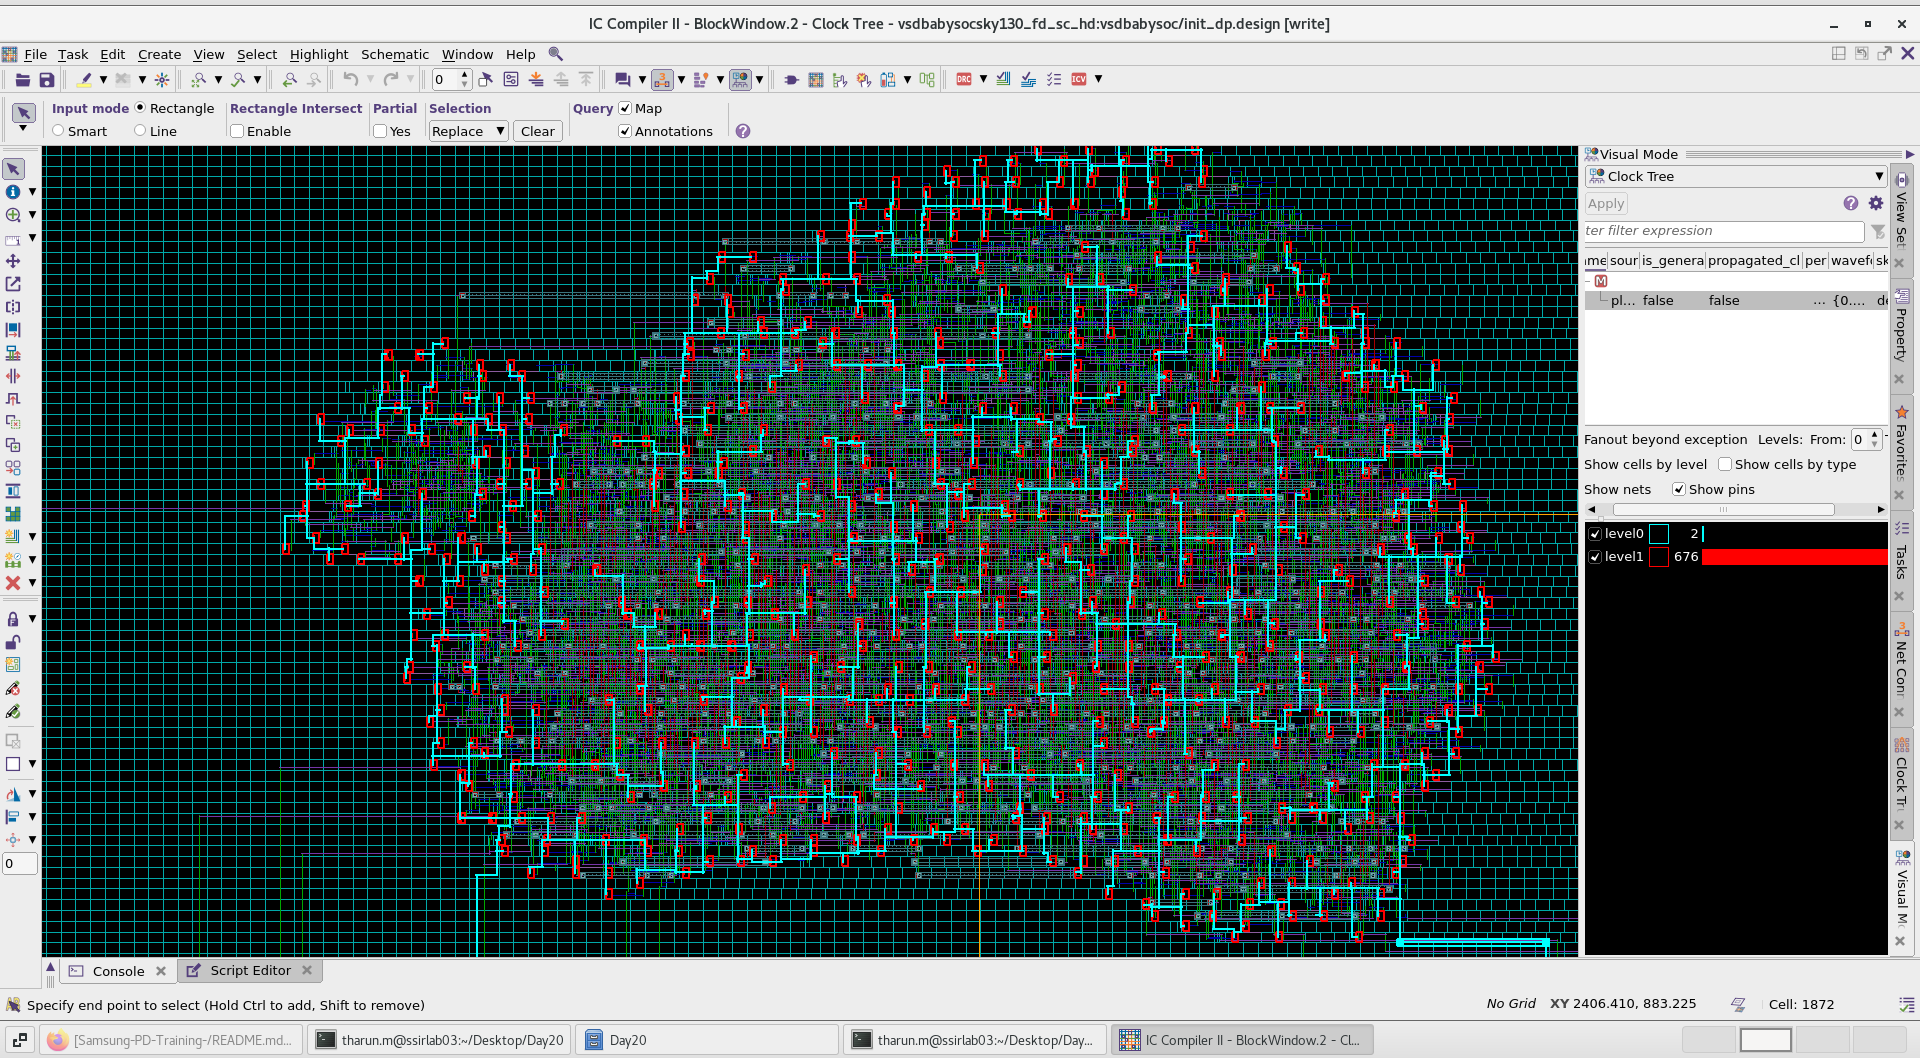 IC Compiler II - BlockWindow.2 - Clock Tree - vsdbabysocsky130_fd_sc_hd:vsdbabysoc/init_dp.design [write]
File Task Edit Create View Select Highlight Schematic Window Help
0
DRC ICV
Input mode Rectangle Rectangle Intersect Partial Selection Query Map
Smart Line Enable Yes Replace Clear Annotations
Visual Mode
Clock Tree
Apply
ter filter expression
me sour is_genera propagated_cl per wavefo sk
M
pl... false false ... {0.... de
Fanout beyond exception Levels: From: 0
Show cells by level Show cells by type
Show nets Show pins
level0 2
level1 676
View Set
Property
Favorites
Tasks
Net Conn
Clock Tr
Visual Mo
0
Console Script Editor
Specify end point to select (Hold Ctrl to add, Shift to remove)
No Grid XY 2406.410, 883.225 Cell: 1872
[Samsung-PD-Training-/README.md... tharun.m@ssirlab03:~/Desktop/Day20 Day20 tharun.m@ssirlab03:~/Desktop/Day... IC Compiler II - BlockWindow.2 - Cl...